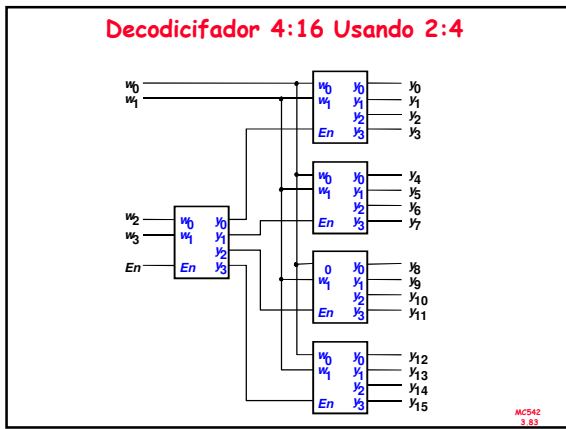 Decodicifador 4:16 Usando 2:4
w0 w0 y0 y0
w1 w1 y1 y1
y2 y2
En y3 y3
w0 y0 y4
w1 y1 y5
y2 y6
En y3 y7
w2 w0 y0
w3 w1 y1
y2
En En y3
0 y0 y8
w1 y1 y9
y2 y10
En y3 y11
w0 y0 y12
w1 y1 y13
y2 y14
En y3 y15
MC542
3.83